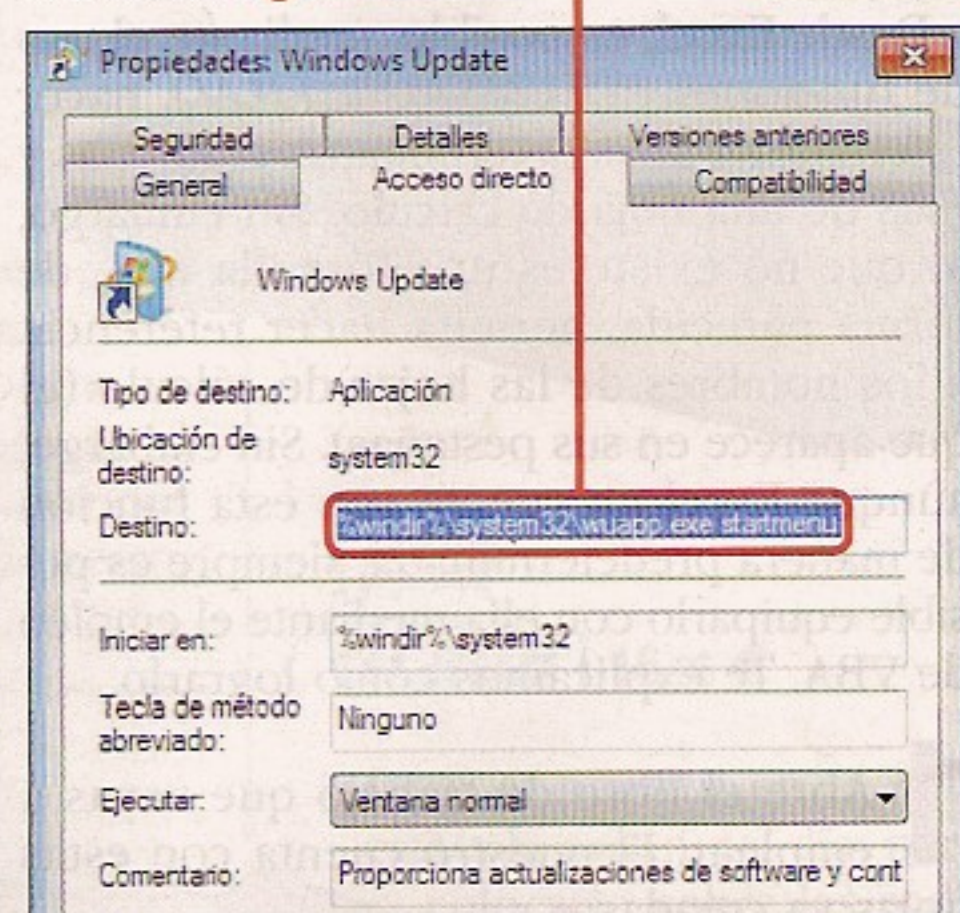 Propiedades: Windows Update
Seguridad Detalles Versiones anteriores
General Acceso directo Compatibilidad
Windows Update
Tipo de destino: Aplicación
Ubicación de destino: system32
Destino: %windir%\system32\wuapp.exe startmenu
Iniciar en: %windir%\system32
Tecla de método abreviado: Ninguno
Ejecutar: Ventana normal
Comentario: Proporciona actualizaciones de software y cont